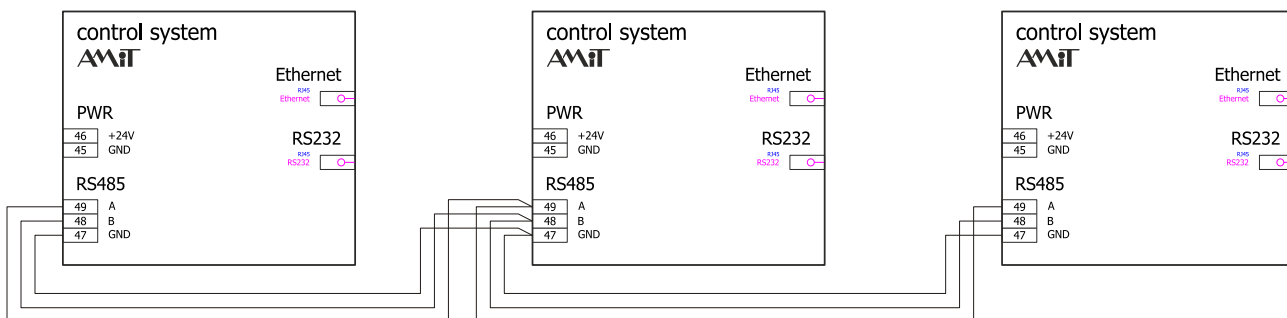 control system
AMiT
Ethernet
RJ45
Ethernet
PWR
46 +24V
45 GND
RS232
RJ45
RS232
RS485
49 A
48 B
47 GND
control system
AMiT
Ethernet
RJ45
Ethernet
PWR
46 +24V
45 GND
RS232
RJ45
RS232
RS485
49 A
48 B
47 GND
control system
AMiT
Ethernet
RJ45
Ethernet
PWR
46 +24V
45 GND
RS232
RJ45
RS232
RS485
49 A
48 B
47 GND